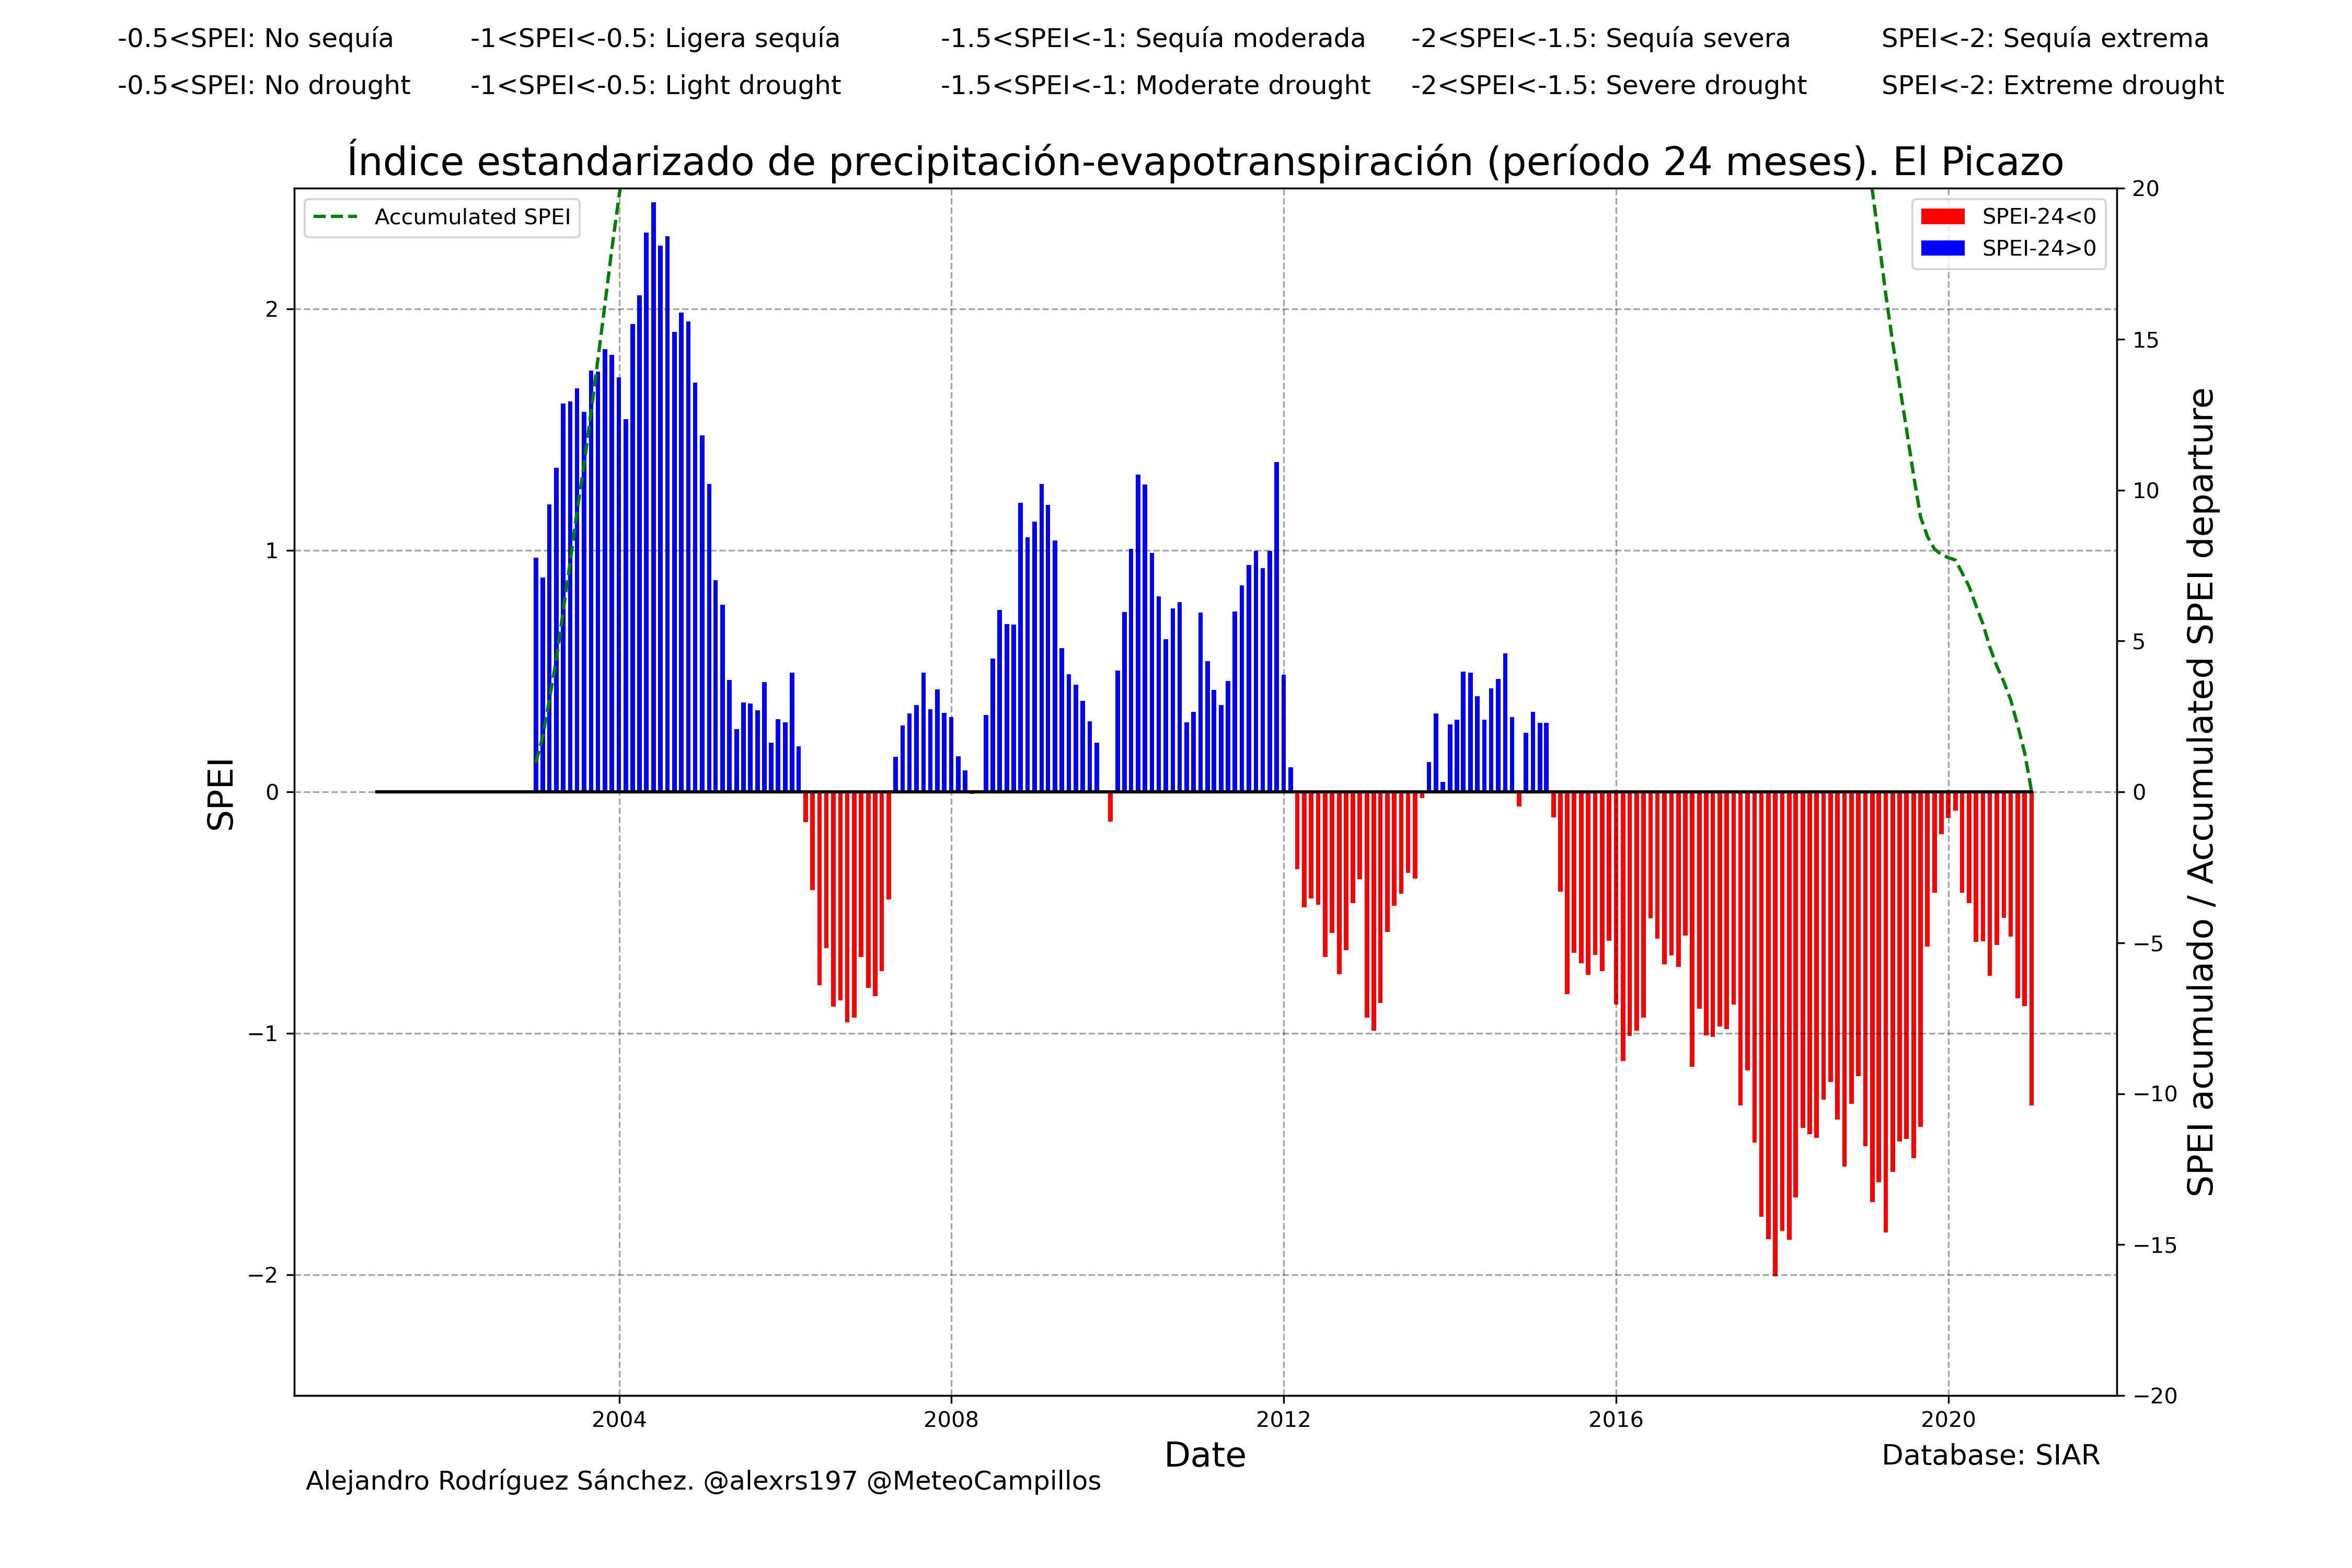 -0.5<SPEI: No sequía -1<SPEI<-0.5: Ligera sequía -1.5<SPEI<-1: Sequía moderada -2<SPEI<-1.5: Sequía severa SPEI<-2: Sequía extrema
-0.5<SPEI: No drought -1<SPEI<-0.5: Light drought -1.5<SPEI<-1: Moderate drought -2<SPEI<-1.5: Severe drought SPEI<-2: Extreme drought
Índice estandarizado de precipitación-evapotranspiración (período 24 meses). El Picazo
Accumulated SPEI
SPEI-24<0
SPEI-24>0
SPEI
2
1
0
−1
−2
20
15
10
5
0
−5
−10
−15
−20
SPEI acumulado / Accumulated SPEI departure
2004 2008 2012 2016 2020
Date
Database: SIAR
Alejandro Rodríguez Sánchez. @alexrs197 @MeteoCampillos